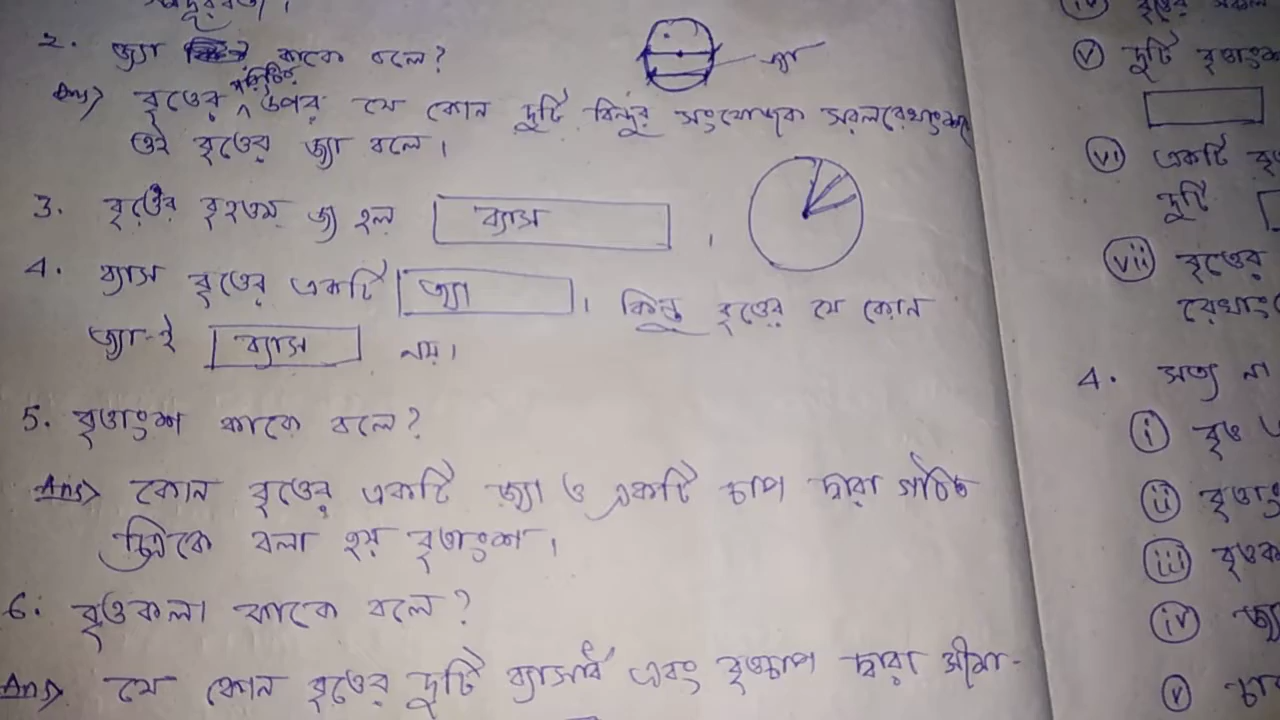 2. জ্যা কাকে বলে?
জ্যা
Ans) বৃত্তের পরিধির উপর যে কোন দুটি বিন্দুর সংযোজক সরলরেখাংশকে
ওই বৃত্তের জ্যা বলে।
3. বৃত্তের বৃহত্তম জ্যা হল ব্যাস ।
4. ব্যাস বৃত্তের একটি জ্যা । কিন্তু বৃত্তের যে কোন
জ্যা-ই ব্যাস নয়।
5. বৃত্তাংশ কাকে বলে?
Ans) কোন বৃত্তের একটি জ্যা ও একটি চাপ দ্বারা গঠিত
চিত্রকে বলা হয় বৃত্তাংশ।
6. বৃত্তকলা কাকে বলে?
Ans) যে কোন বৃত্তের দুটি ব্যাসার্ধ এবং বৃত্তচাপ দ্বারা সীমা-
iv বৃত্তের সকল
v দুটি
vi একটি
দুটি
vii বৃত্তের
4. সত্য না
i বৃত্ত
ii
iii
iv
v